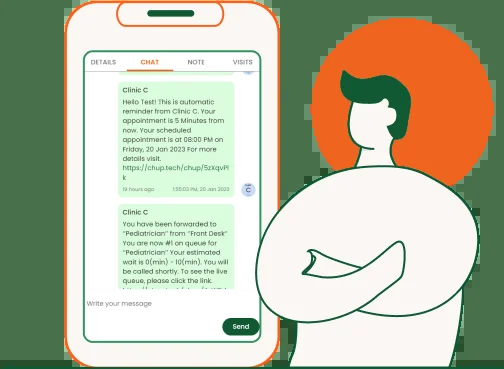 DETAILS CHAT NOTE VISITS
Clinic C
Hello Test! This is automatic
reminder from Clinic C. Your
appointment is 5 Minutes from
now. Your scheduled
appointment is at 08:00 PM on
Friday, 20 Jan 2023 For more
details visit.
https://chup.tech/chup/5zXqvPl
k
19 hours ago 1:55:03 PM, 20 Jan 2023
C
Clinic C
You have been forwarded to
"Pediatrician" from "Front Desk"
You are now #1 on queue for
"Pediatrician" Your estimated
wait is 0(min) - 10(min). You will
be called shortly. To see the live
queue, please click the link.
Write your message
Send